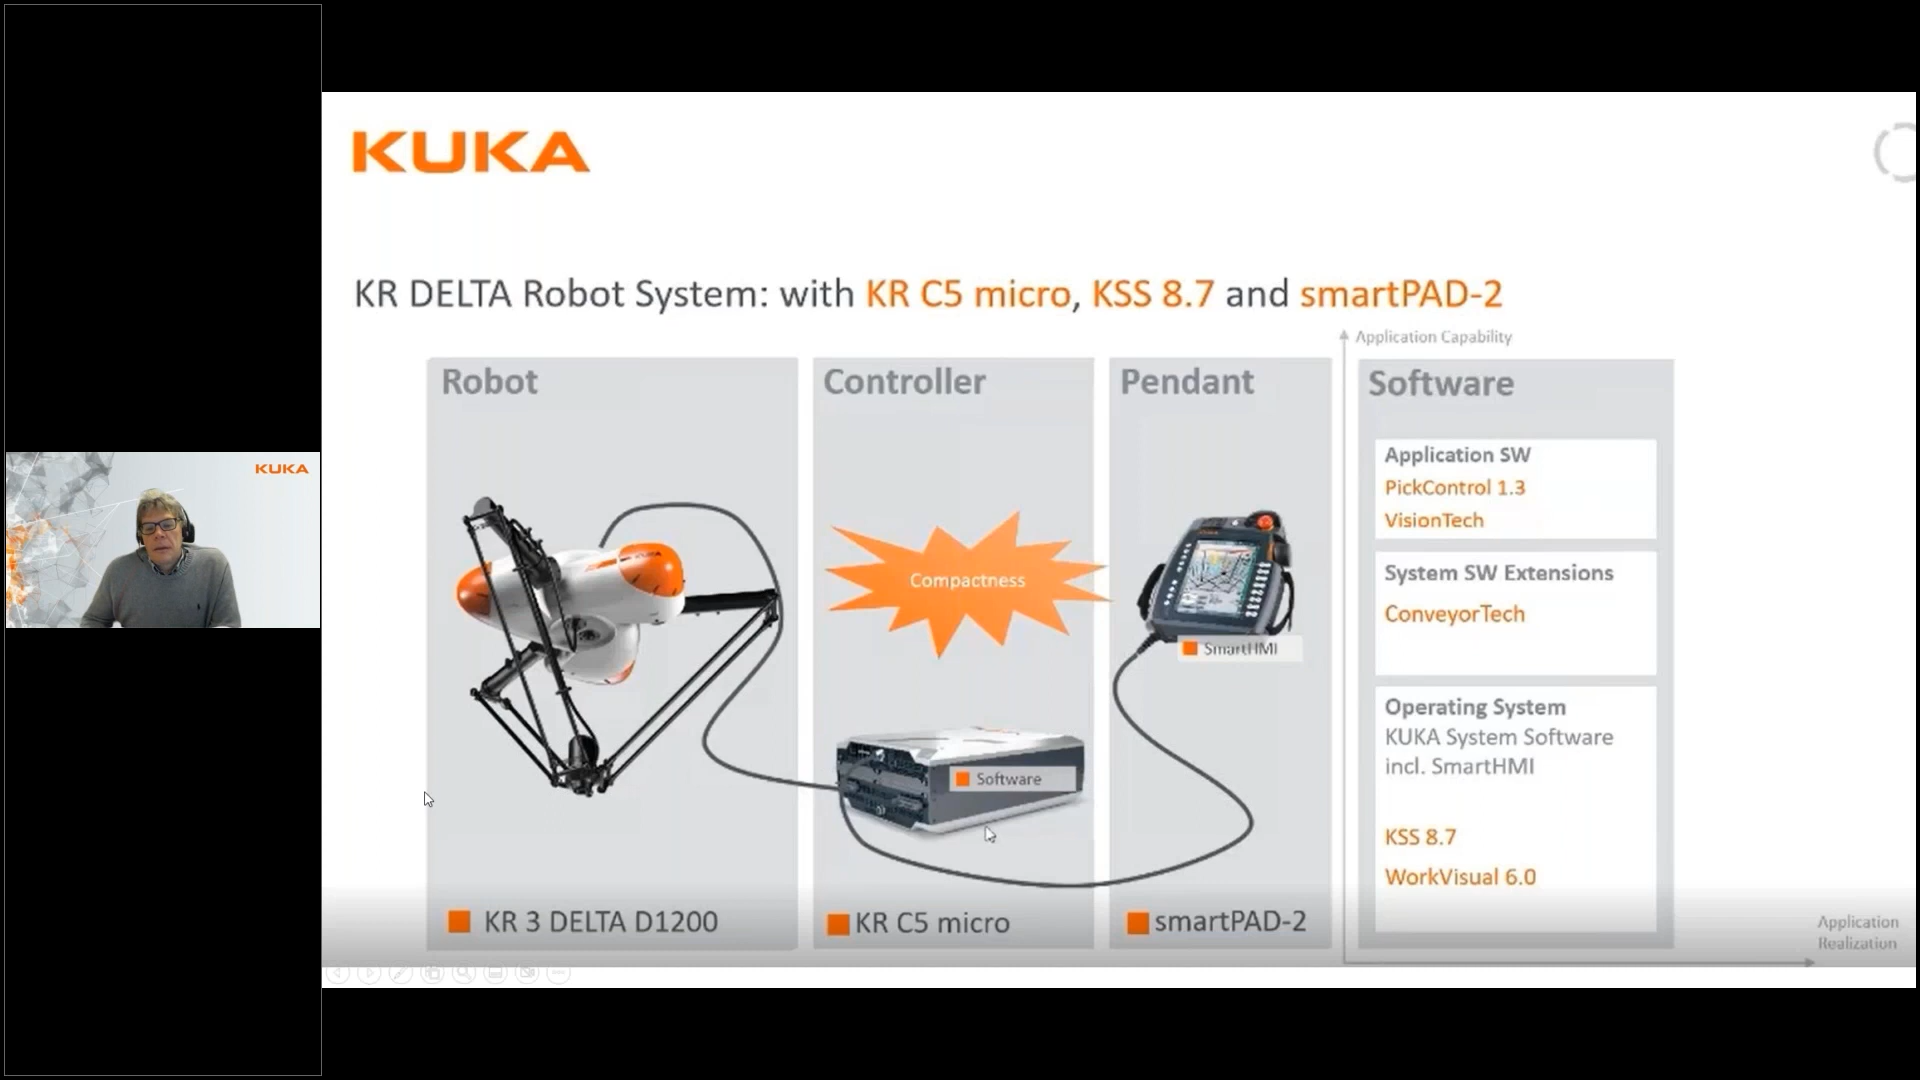 KUKA
KUKA
KR DELTA Robot System: with KR C5 micro, KSS 8.7 and smartPAD-2
Application Capability
Robot
Controller
Pendant
Software
Compactness
SmartHMI
Software
Application SW
PickControl 1.3
VisionTech
System SW Extensions
ConveyorTech
Operating System
KUKA System Software
incl. SmartHMI
KSS 8.7
WorkVisual 6.0
KR 3 DELTA D1200
KR C5 micro
smartPAD-2
Application
Realization